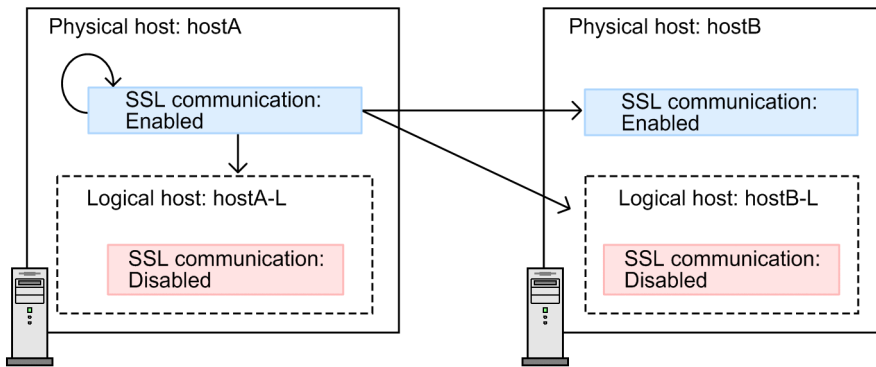 Physical host: hostA
SSL communication:
Enabled
Logical host: hostA-L
SSL communication:
Disabled
Physical host: hostB
SSL communication:
Enabled
Logical host: hostB-L
SSL communication:
Disabled